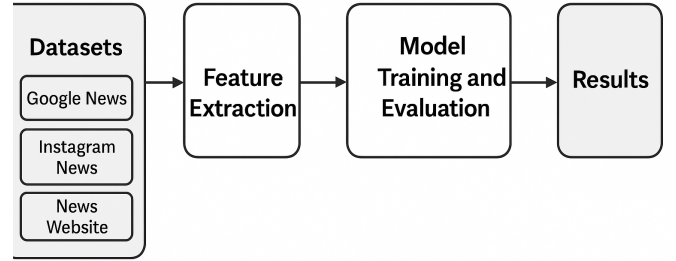 Datasets
Google News
Instagram
News
News
Website
Feature
Extraction
Model
Training and
Evaluation
Results